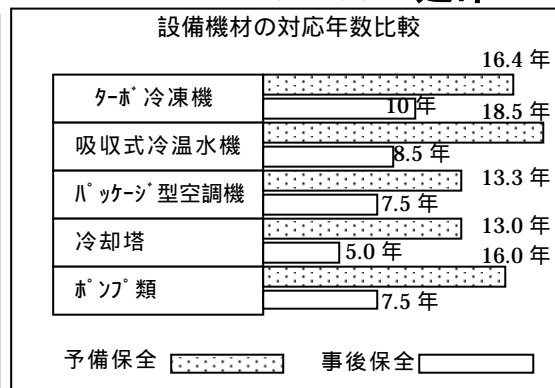 設備機材の対応年数比較
16.4 年
ﾀｰﾎﾞ冷凍機
10 年
18.5 年
吸収式冷温水機
8.5 年
13.3 年
ﾊﾟｯｹｰｼﾞ型空調機
7.5 年
13.0 年
冷却塔
5.0 年
16.0 年
ﾎﾟﾝﾌﾟ類
7.5 年
予備保全 事後保全